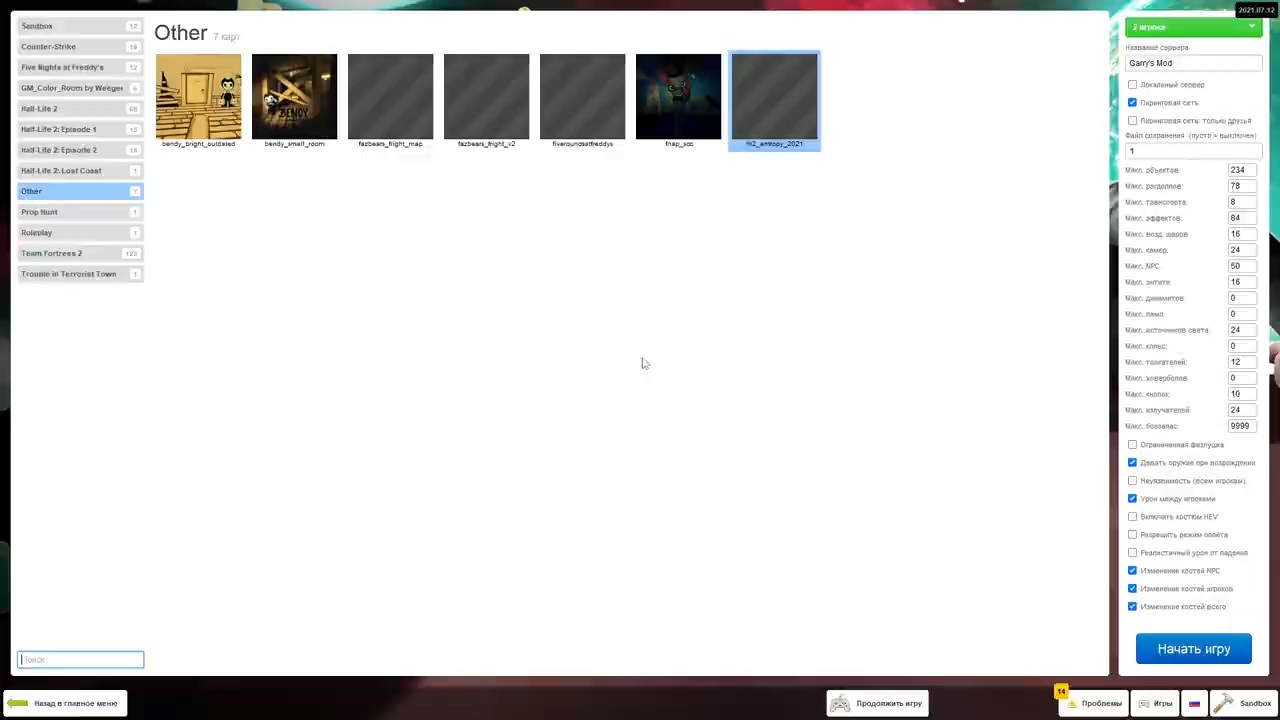 2021.07.12
Sandbox 12
Counter-Strike 18
Five Nights at Freddy's 12
GM_Color_Room by Weegee 6
Half-Life 2 68
Half-Life 2: Episode 1 15
Half-Life 2: Episode 2 18
Half-Life 2: Lost Coast 1
Other 7
Prop Hunt 1
Roleplay 1
Team Fortress 2 123
Trouble in Terrorist Town 1
Поиск
Other 7 карт
bendy_bright_outdated
bendy_small_room
fazbears_fright_map
fazbears_fright_v2
fiveroundsatfreddys
BENDY
2 игрока
Название сервера
Garry's Mod
Локальный сервер
Пиринговая сеть
Пиринговая сеть: только друзья
Файл сохранения (пусто = выключен)
1
Макс. объектов: 234
Макс. рэгдоллов: 78
Макс. транспорта: 8
Макс. эффектов: 84
Макс. возд. шаров 16
Макс. камер: 24
Макс. NPC: 50
Макс. энтити: 16
Макс. динамитов: 0
Макс. ламп 0
Макс. источников света: 24
Макс. колёс: 0
Макс. толкателей: 12
Макс. ховерболов 0
Макс. кнопок: 10
Макс. излучателей: 24
Макс. боезапас: 9999
Ограниченная физпушка
Давать оружие при возрождении
Неуязвимость (всем игрокам)
Урон между игроками
Включить костюм HEV
Разрешить режим полёта
Реалистичный урон от падения
Изменение костей NPC
Изменение костей игроков
Изменение костей всего
Начать игру
Назад в главное меню
Продолжить игру
14
Проблемы
Игры
Sandbox